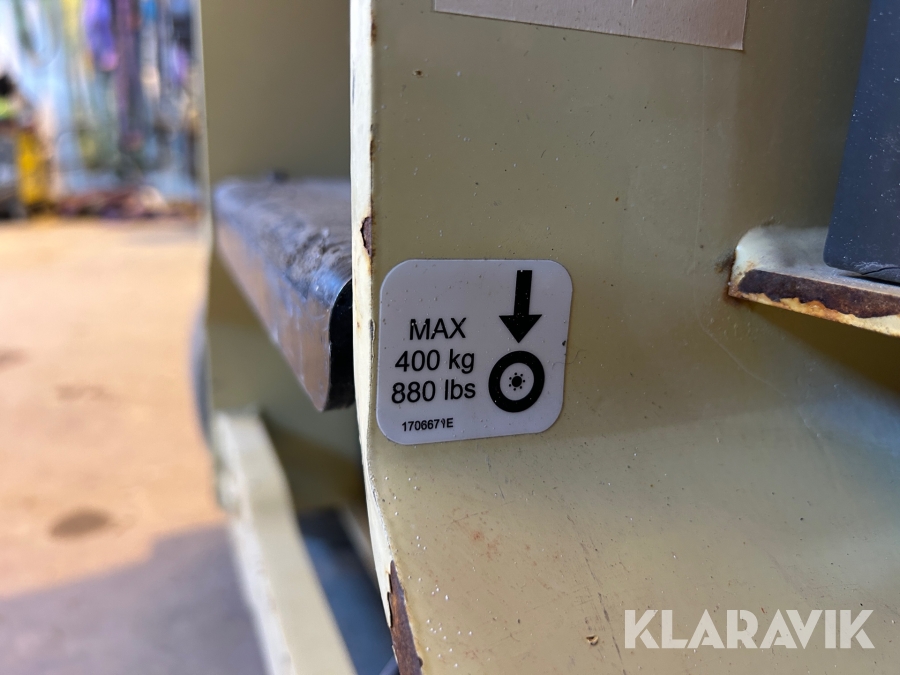 MAX
400 kg
880 lbs
1706671E
KLARAVIK